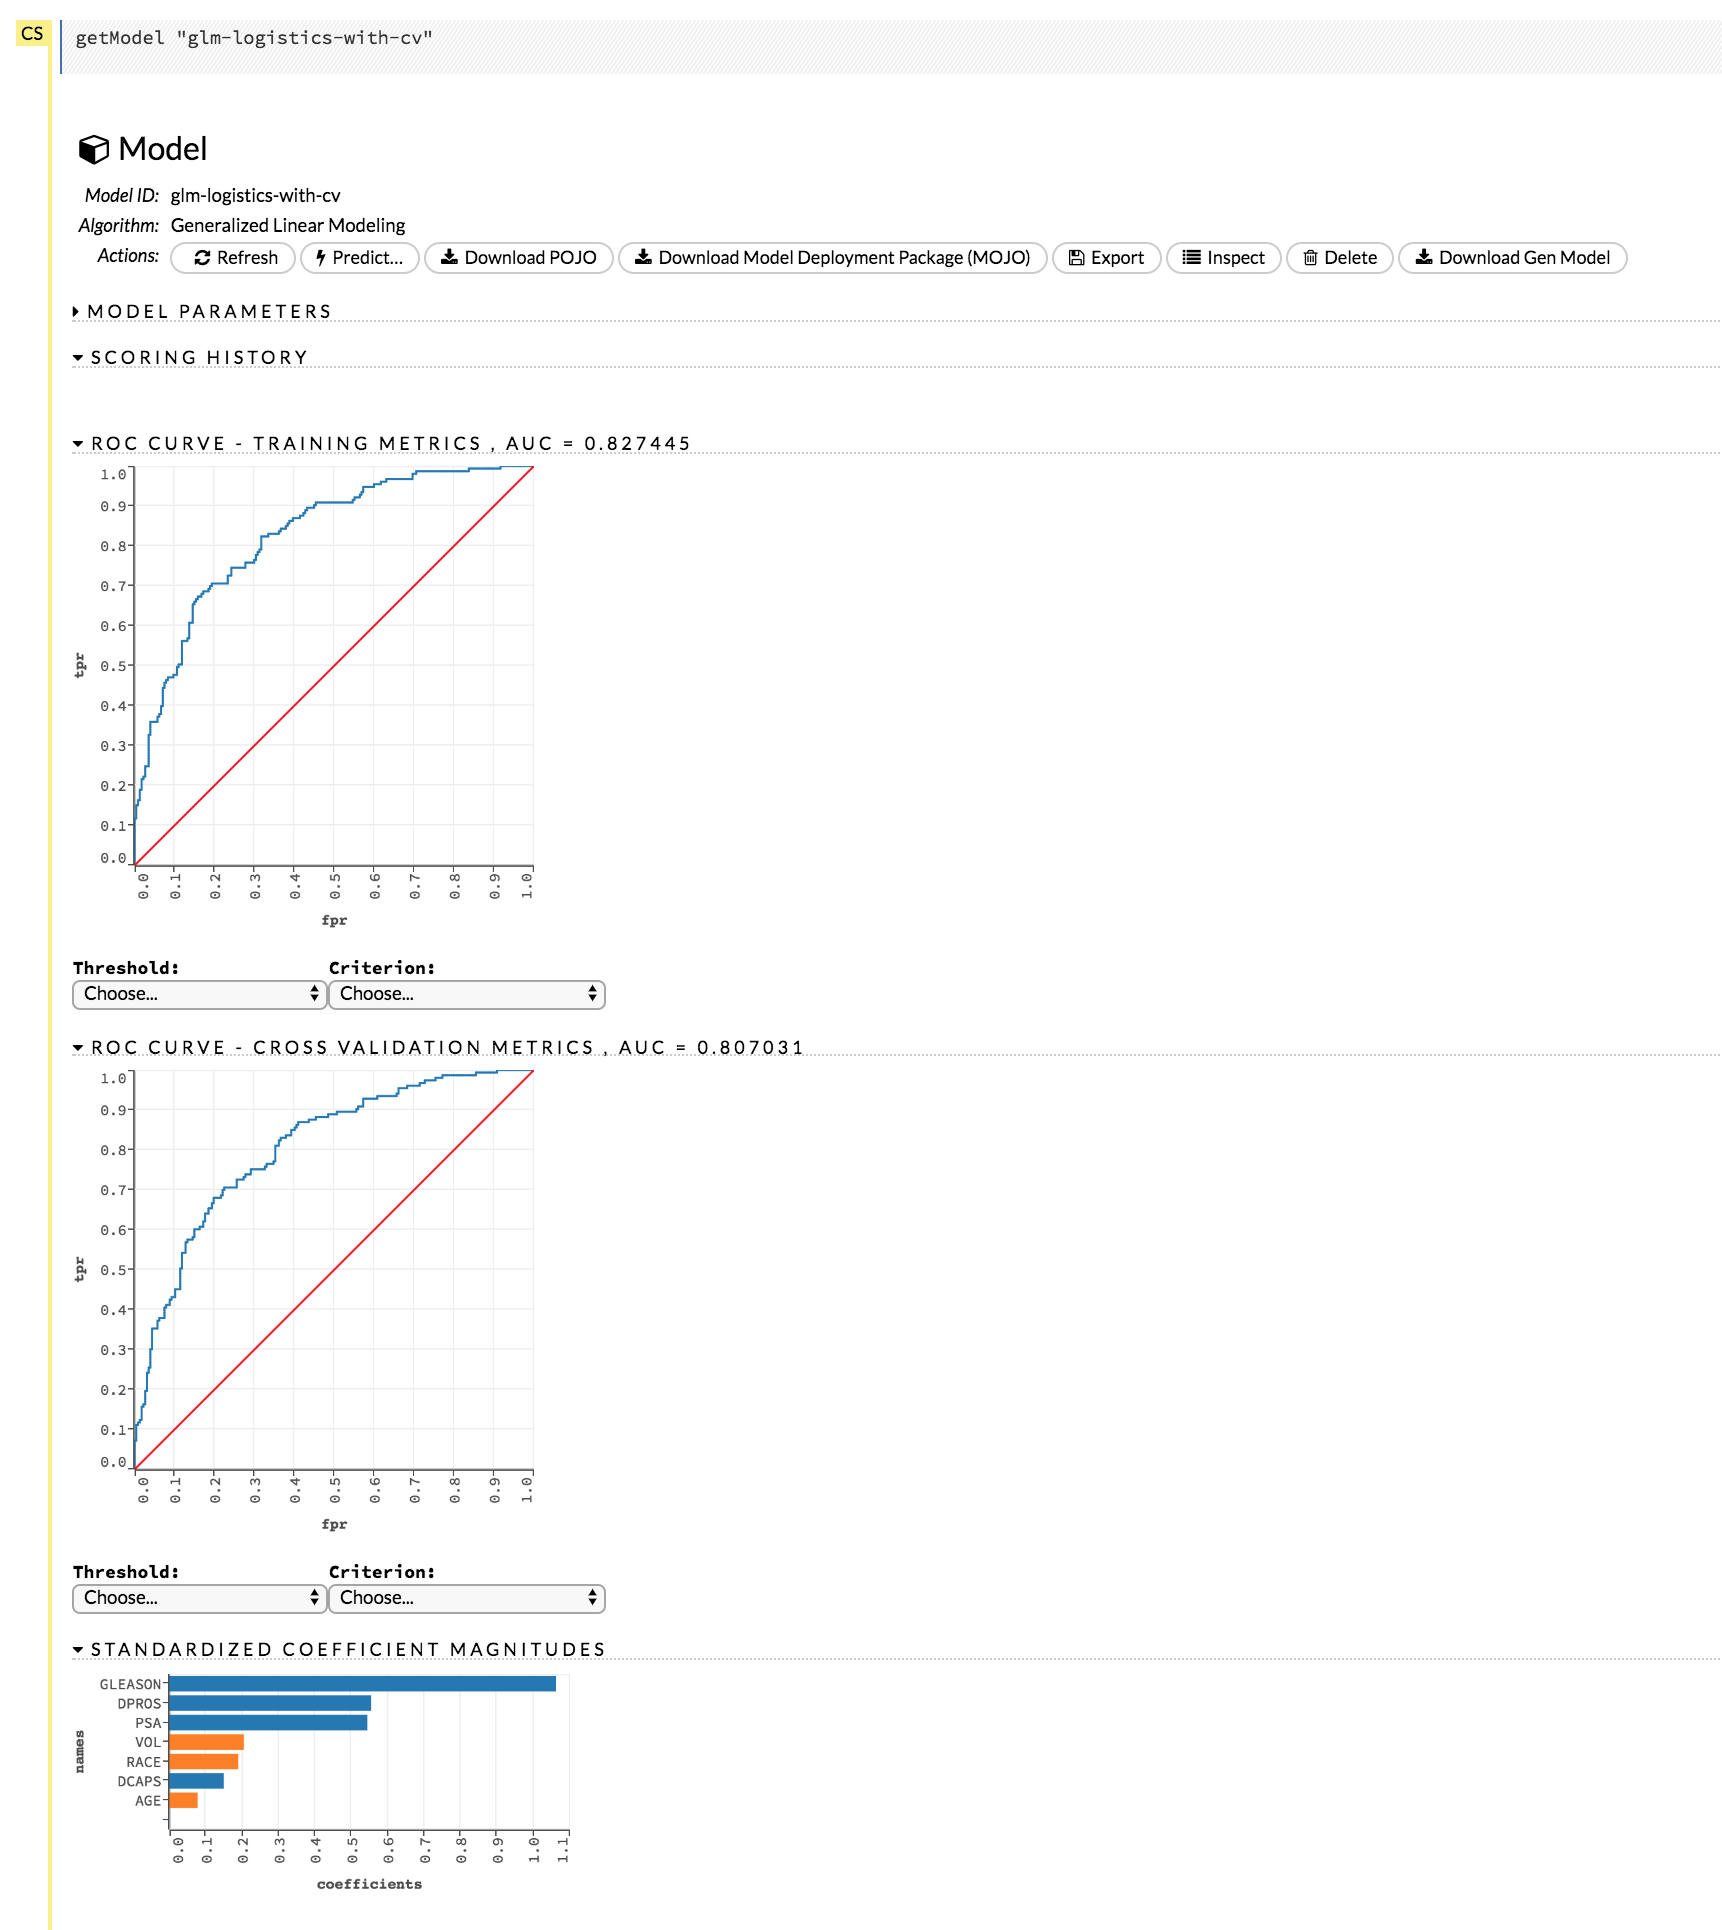 CS
getModel "glm-logistics-with-cv"
Model
Model ID: glm-logistics-with-cv
Algorithm: Generalized Linear Modeling
Actions: Refresh Predict... Download POJO Download Model Deployment Package (MOJO) Export Inspect Delete Download Gen Model
MODEL PARAMETERS
SCORING HISTORY
ROC CURVE - TRAINING METRICS , AUC = 0.827445
1.0
0.9
0.8
0.7
0.6
0.5
0.4
0.3
0.2
0.1
0.0
tpr
0.0 0.1 0.2 0.3 0.4 0.5 0.6 0.7 0.8 0.9 1.0
fpr
Threshold: Criterion:
Choose... Choose...
ROC CURVE - CROSS VALIDATION METRICS , AUC = 0.807031
1.0
0.9
0.8
0.7
0.6
0.5
0.4
0.3
0.2
0.1
0.0
tpr
0.0 0.1 0.2 0.3 0.4 0.5 0.6 0.7 0.8 0.9 1.0
fpr
Threshold: Criterion:
Choose... Choose...
STANDARDIZED COEFFICIENT MAGNITUDES
GLEASON
DPROS
PSA
VOL
RACE
DCAPS
AGE
names
0.0 0.1 0.2 0.3 0.4 0.5 0.6 0.7 0.8 0.9 1.0 1.1
coefficients